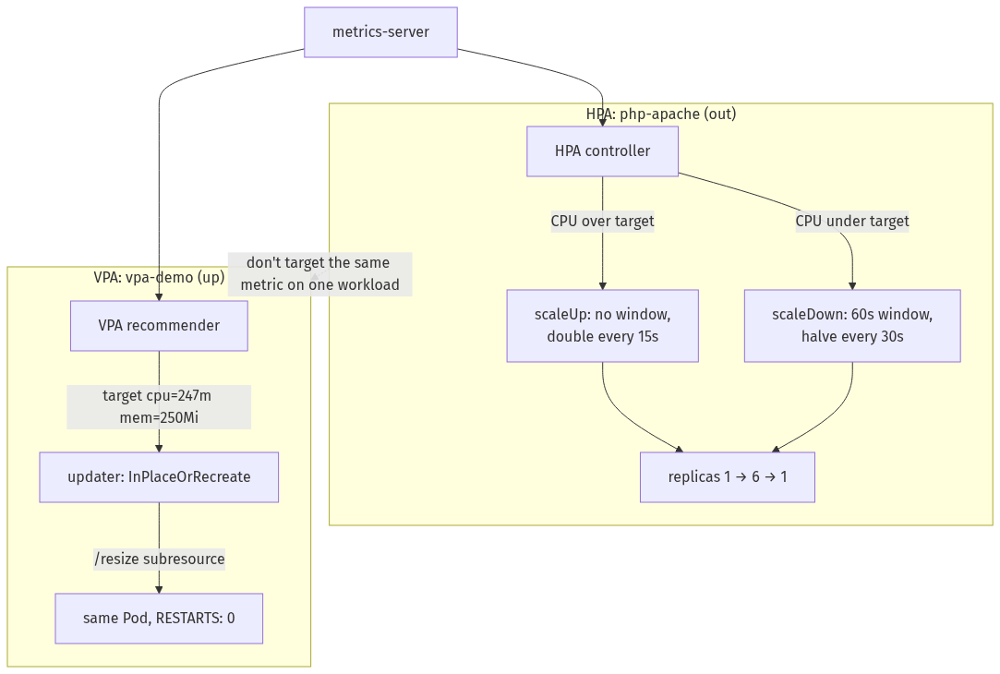 metrics-server
HPA: php-apache (out)
HPA controller
CPU over target
CPU under target
scaleUp: no window,
double every 15s
scaleDown: 60s window,
halve every 30s
replicas 1 → 6 → 1
don't target the same
metric on one workload
VPA: vpa-demo (up)
VPA recommender
target cpu=247m
mem=250Mi
updater: InPlaceOrRecreate
/resize subresource
same Pod, RESTARTS: 0